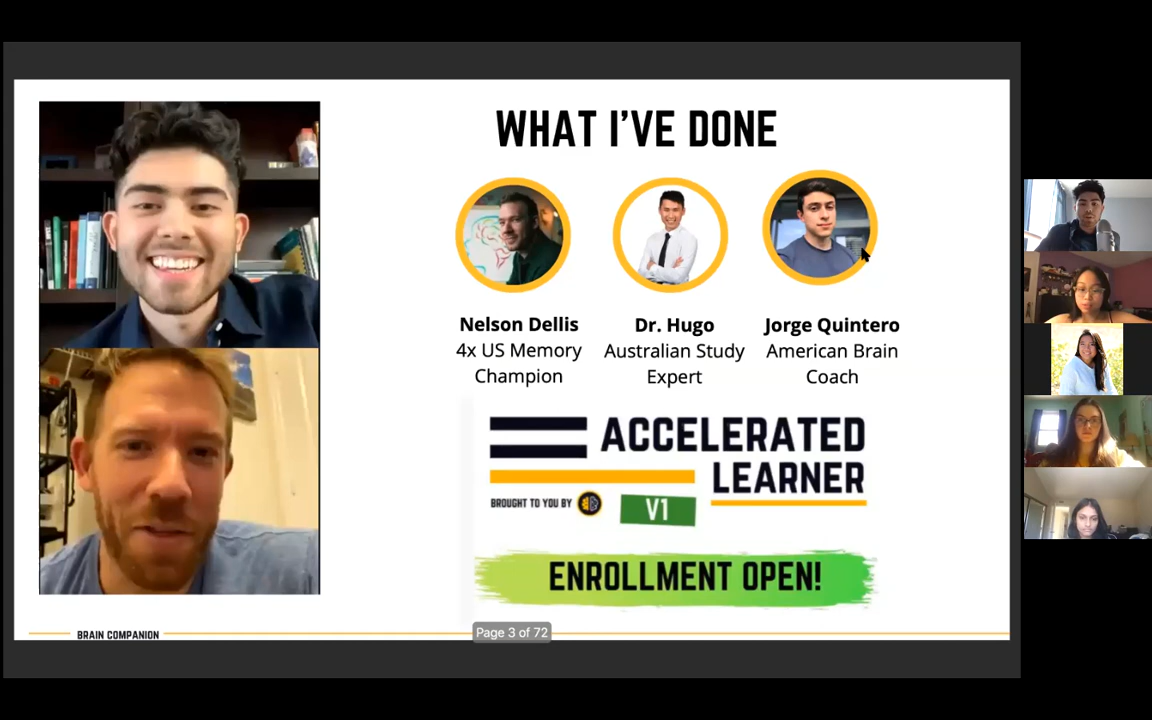 WHAT I'VE DONE
Nelson Dellis
4x US Memory
Champion
Dr. Hugo
Australian Study
Expert
Jorge Quintero
American Brain
Coach
ACCELERATED
LEARNER
BROUGHT TO YOU BY
V1
ENROLLMENT OPEN!
Page 3 of 72
BRAIN COMPANION